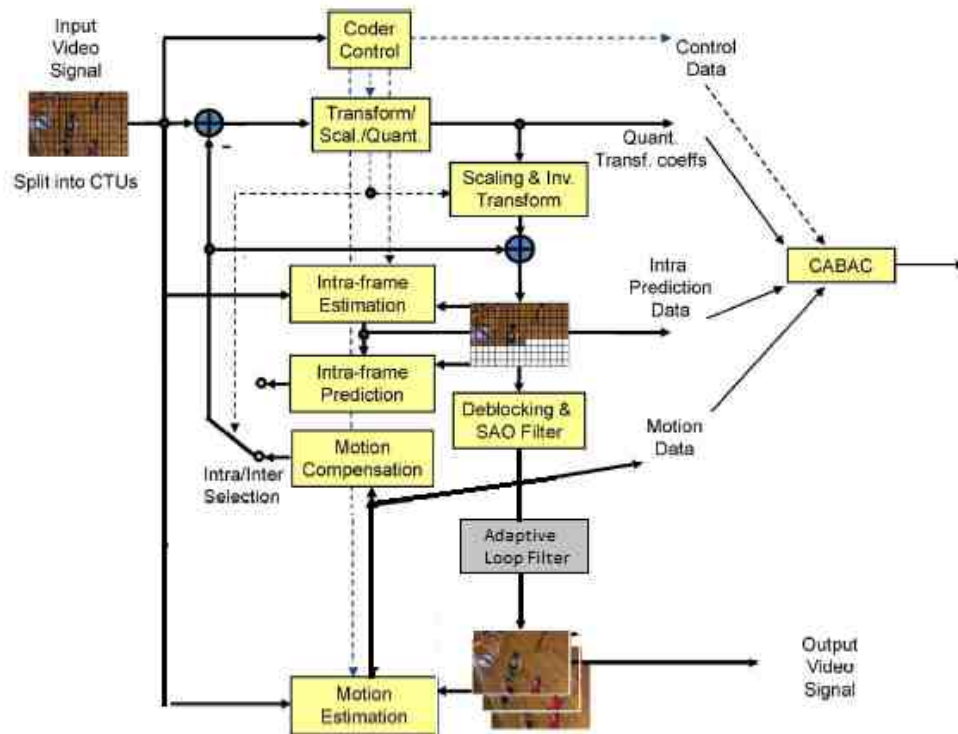 Input
Video
Signal
Split into CTUs
Coder
Control
Control
Data
Transform/
Scal./Quant.
Quant.
Transf. coeffs
Scaling & Inv.
Transform
-
CABAC
Intra
Prediction
Data
Intra-frame
Estimation
Intra-frame
Prediction
Deblocking &
SAO Filter
Motion
Compensation
Motion
Data
Intra/Inter
Selection
Adaptive
Loop Filter
Motion
Estimation
Output
Video
Signal